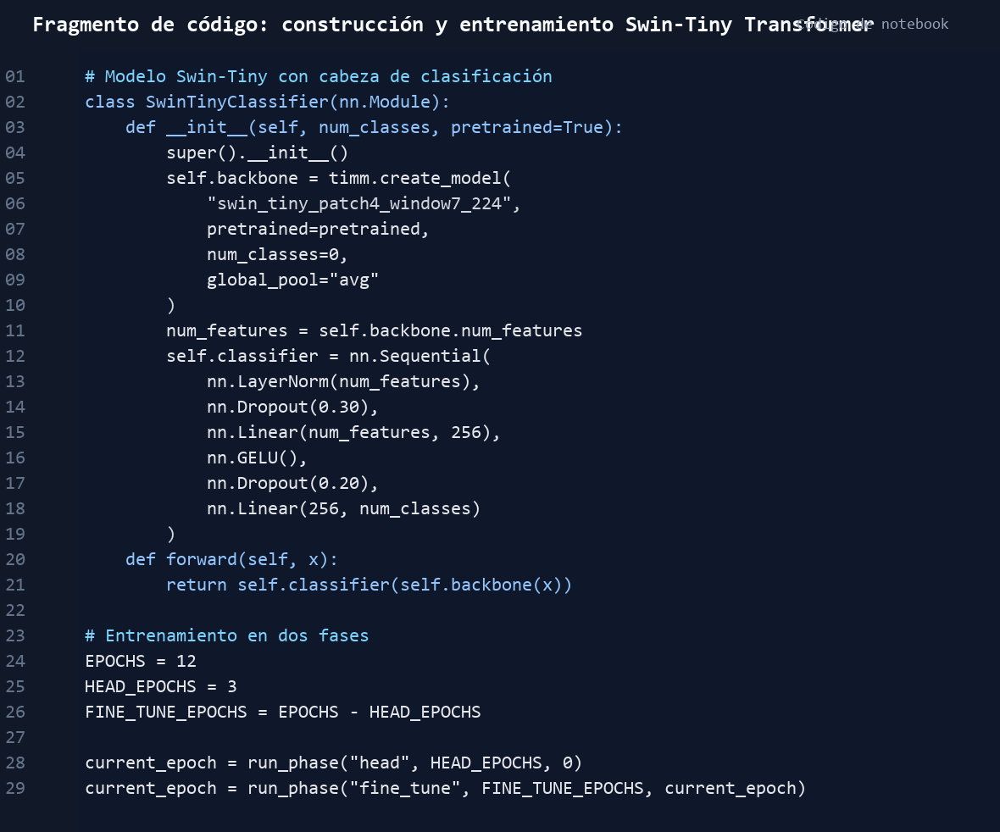 Fragmento de código: construcción y entrenamiento Swin-Tiny Transformer
Código de notebook
01 # Modelo Swin-Tiny con cabeza de clasificación
02 class SwinTinyClassifier(nn.Module):
03     def __init__(self, num_classes, pretrained=True):
04         super().__init__()
05         self.backbone = timm.create_model(
06             "swin_tiny_patch4_window7_224",
07             pretrained=pretrained,
08             num_classes=0,
09             global_pool="avg"
10         )
11         num_features = self.backbone.num_features
12         self.classifier = nn.Sequential(
13             nn.LayerNorm(num_features),
14             nn.Dropout(0.30),
15             nn.Linear(num_features, 256),
16             nn.GELU(),
17             nn.Dropout(0.20),
18             nn.Linear(256, num_classes)
19         )
20     def forward(self, x):
21         return self.classifier(self.backbone(x))
22
23 # Entrenamiento en dos fases
24 EPOCHS = 12
25 HEAD_EPOCHS = 3
26 FINE_TUNE_EPOCHS = EPOCHS - HEAD_EPOCHS
27
28 current_epoch = run_phase("head", HEAD_EPOCHS, 0)
29 current_epoch = run_phase("fine_tune", FINE_TUNE_EPOCHS, current_epoch)